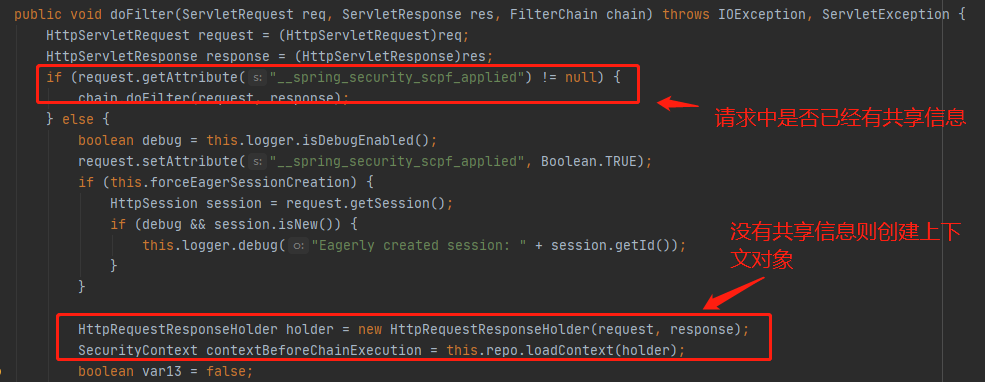 public void doFilter(ServletRequest req, ServletResponse res, FilterChain chain) throws IOException, ServletException {
HttpServletRequest request = (HttpServletRequest)req;
HttpServletResponse response = (HttpServletResponse)res;
if (request.getAttribute( s: "__spring_security_scpf_applied") != null) {
chain.doFilter(request, response);
请求中是否已经有共享信息
} else {
boolean debug = this.logger.isDebugEnabled();
request.setAttribute( s: "__spring_security_scpf_applied", Boolean.TRUE);
if (this.forceEagerSessionCreation) {
HttpSession session = request.getSession();
if (debug && session.isNew()) {
this.logger.debug( o: "Eagerly created session: " + session.getId());
}
}
没有共享信息则创建上下
文对象
HttpRequestResponseHolder holder = new HttpRequestResponseHolder(request, response);
SecurityContext contextBeforeChainExecution = this.repo.loadContext(holder);
boolean var13 = false;